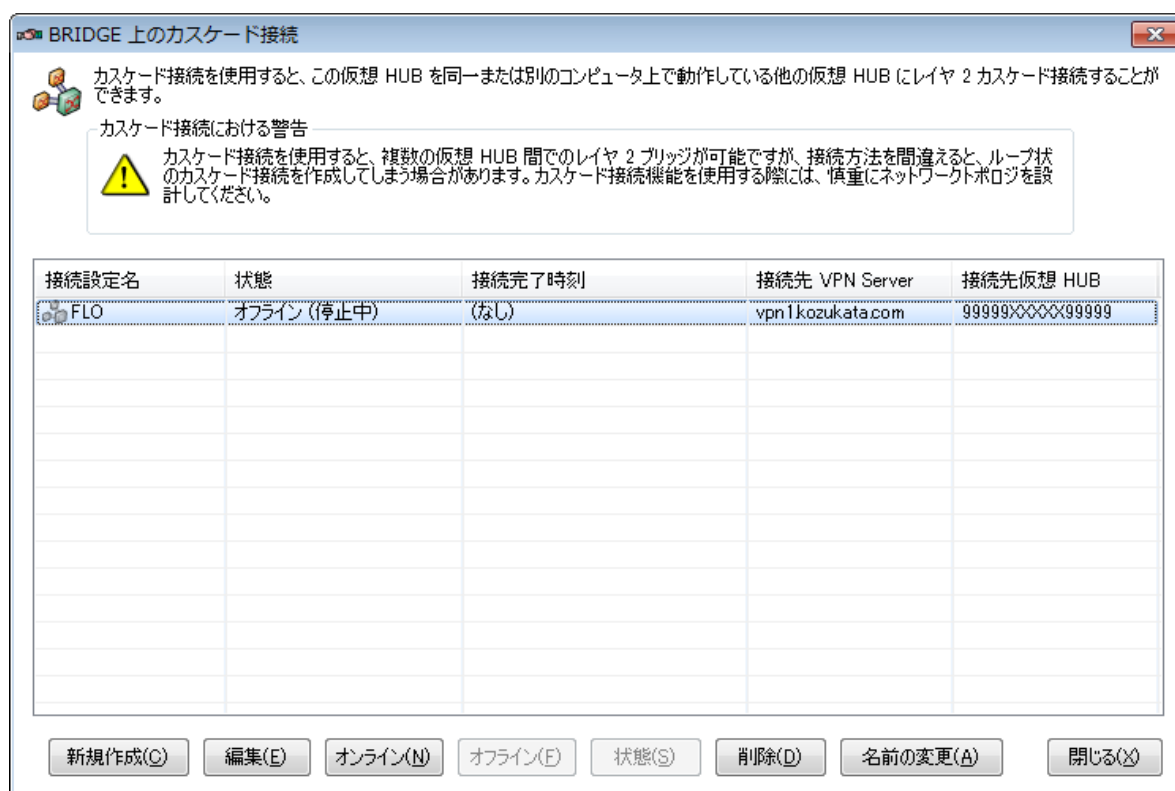 BRIDGE 上のカスケード接続
カスケード接続を使用すると、この仮想 HUB を同一または別のコンピュータ上で動作している他の仮想 HUB にレイヤ 2 カスケード接続することが
できます。
カスケード接続における警告
カスケード接続を使用すると、複数の仮想 HUB 間でのレイヤ 2 ブリッジが可能ですが、接続方法を間違えると、ループ状
のカスケード接続を作成してしまう場合があります。カスケード接続機能を使用する際には、慎重にネットワークトポロジを設
計してください。
接続設定名 状態 接続完了時刻 接続先 VPN Server 接続先仮想 HUB
FLO オフライン (停止中) (なし) vpn1.kozukata.com 99999XXXXX99999
新規作成(C) 編集(E) オンライン(N) オフライン(F) 状態(S) 削除(D) 名前の変更(A) 閉じる(X)